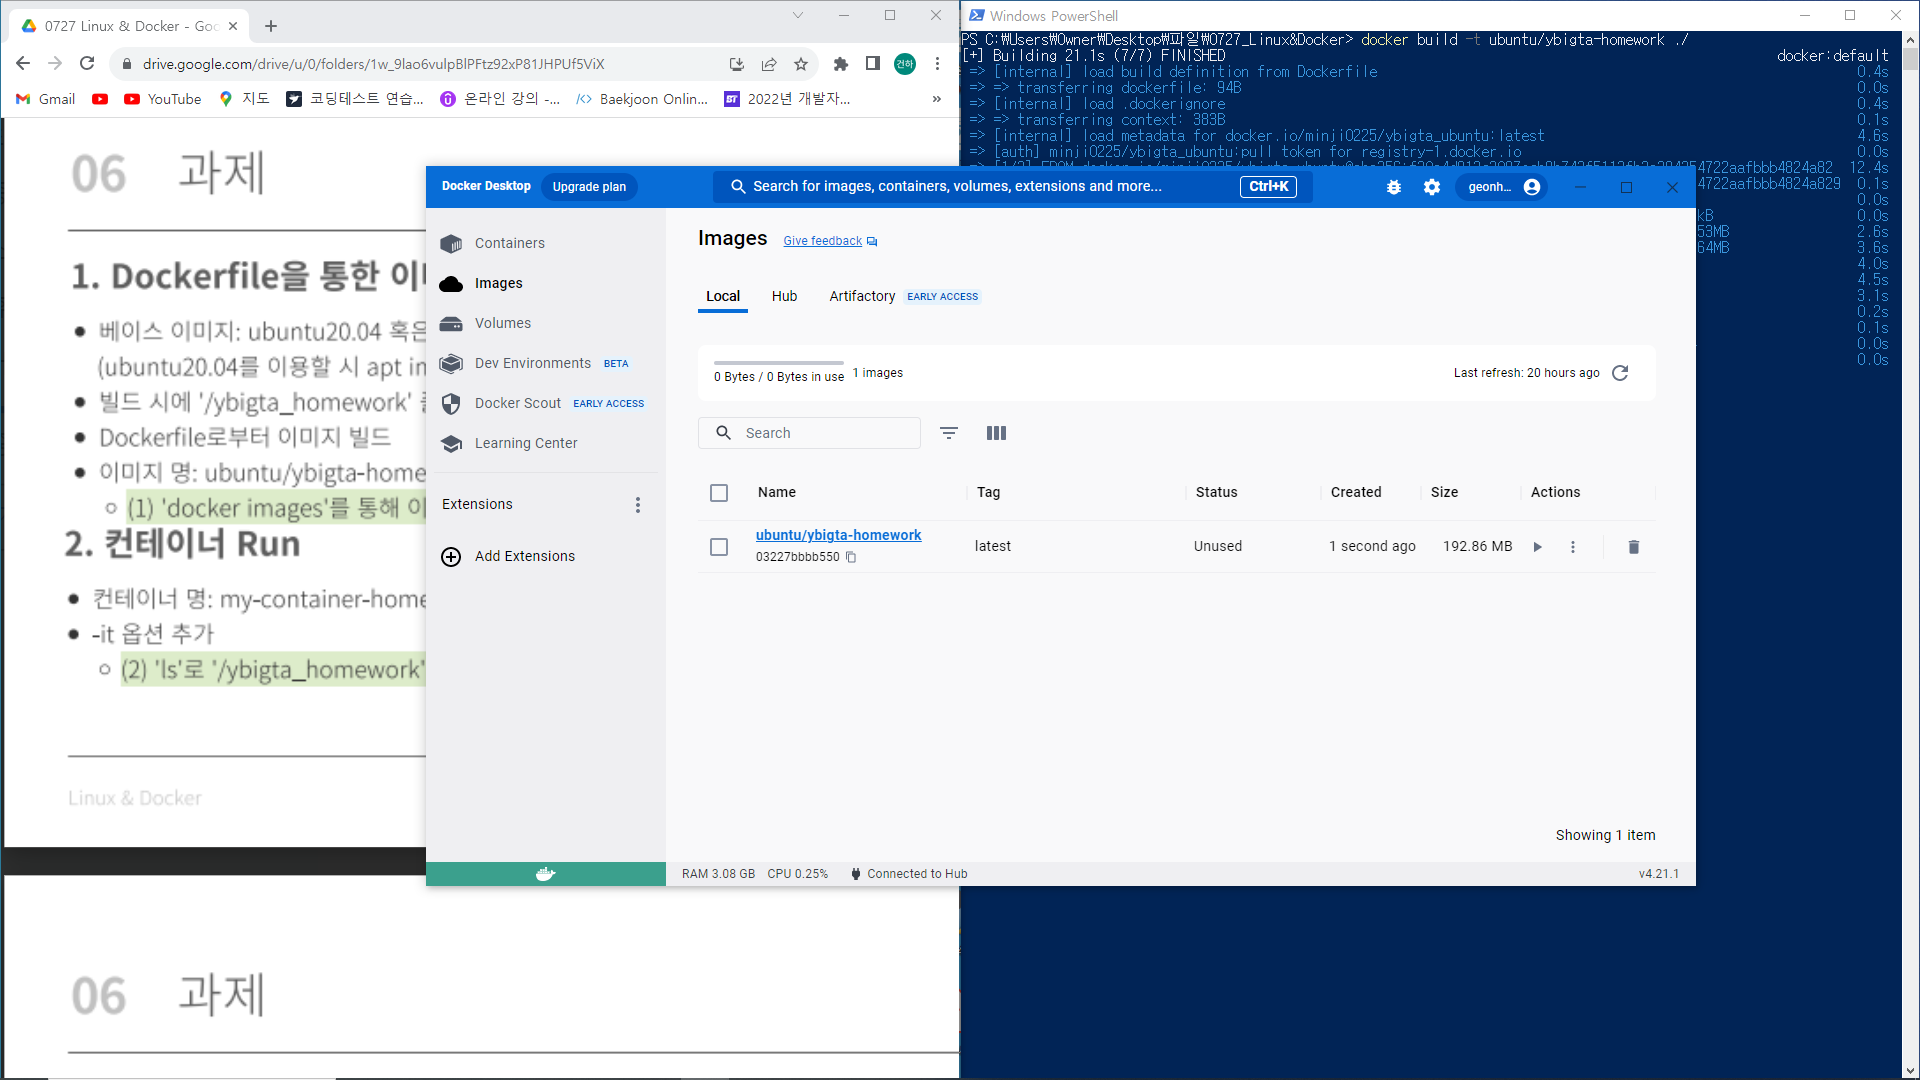 0727 Linux & Docker - Goo
drive.google.com/drive/u/0/folders/1w_9lao6vulpBlPFtz92xP81JHPUf5ViX
건하
Gmail
YouTube
지도
코딩테스트 연습...
온라인 강의 -...
Baekjoon Onlin...
2022년 개발자...
»
06 과제
1. Dockerfile을 통한 이
베이스 이미지: ubuntu20.04 혹은
(ubuntu20.04를 이용할 시 apt in
빌드 시에 '/ybigta_homework'
Dockerfile로부터 이미지 빌드
이미지 명: ubuntu/ybigta-home
(1) 'docker images'를 통해 이
2. 컨테이너 Run
컨테이너 명: my-container-home
-it 옵션 추가
(2) 'ls'로 '/ybigta_homework'
Linux & Docker
06 과제
Windows PowerShell
PS C:\Users\Owner\Desktop\파일\0727_Linux&Docker> docker build -t ubuntu/ybigta-homework ./
[+] Building 21.1s (7/7) FINISHED docker:default
=> [internal] load build definition from Dockerfile 0.4s
=> => transferring dockerfile: 94B 0.0s
=> [internal] load .dockerignore 0.4s
=> => transferring context: 383B 0.1s
=> [internal] load metadata for docker.io/minji0225/ybigta_ubuntu:latest 4.6s
=> [auth] minji0225/ybigta_ubuntu:pull token for registry-1.docker.io 0.0s
4722aafbbb4824a82 12.4s
4722aafbbb4824a829 0.1s
0.0s
kB 0.0s
53MB 2.6s
64MB 3.6s
4.0s
4.5s
3.1s
0.2s
0.1s
0.0s
0.0s
Docker Desktop
Upgrade plan
Search for images, containers, volumes, extensions and more...
Ctrl+K
geonh...
Containers
Images
Volumes
Dev Environments BETA
Docker Scout EARLY ACCESS
Learning Center
Extensions
Add Extensions
Images
Give feedback
Local
Hub
Artifactory EARLY ACCESS
0 Bytes / 0 Bytes in use
1 images
Last refresh: 20 hours ago
Search
Name Tag Status Created Size Actions
ubuntu/ybigta-homework
03227bbbb550
latest Unused 1 second ago 192.86 MB
Showing 1 item
RAM 3.08 GB CPU 0.25% Connected to Hub
v4.21.1